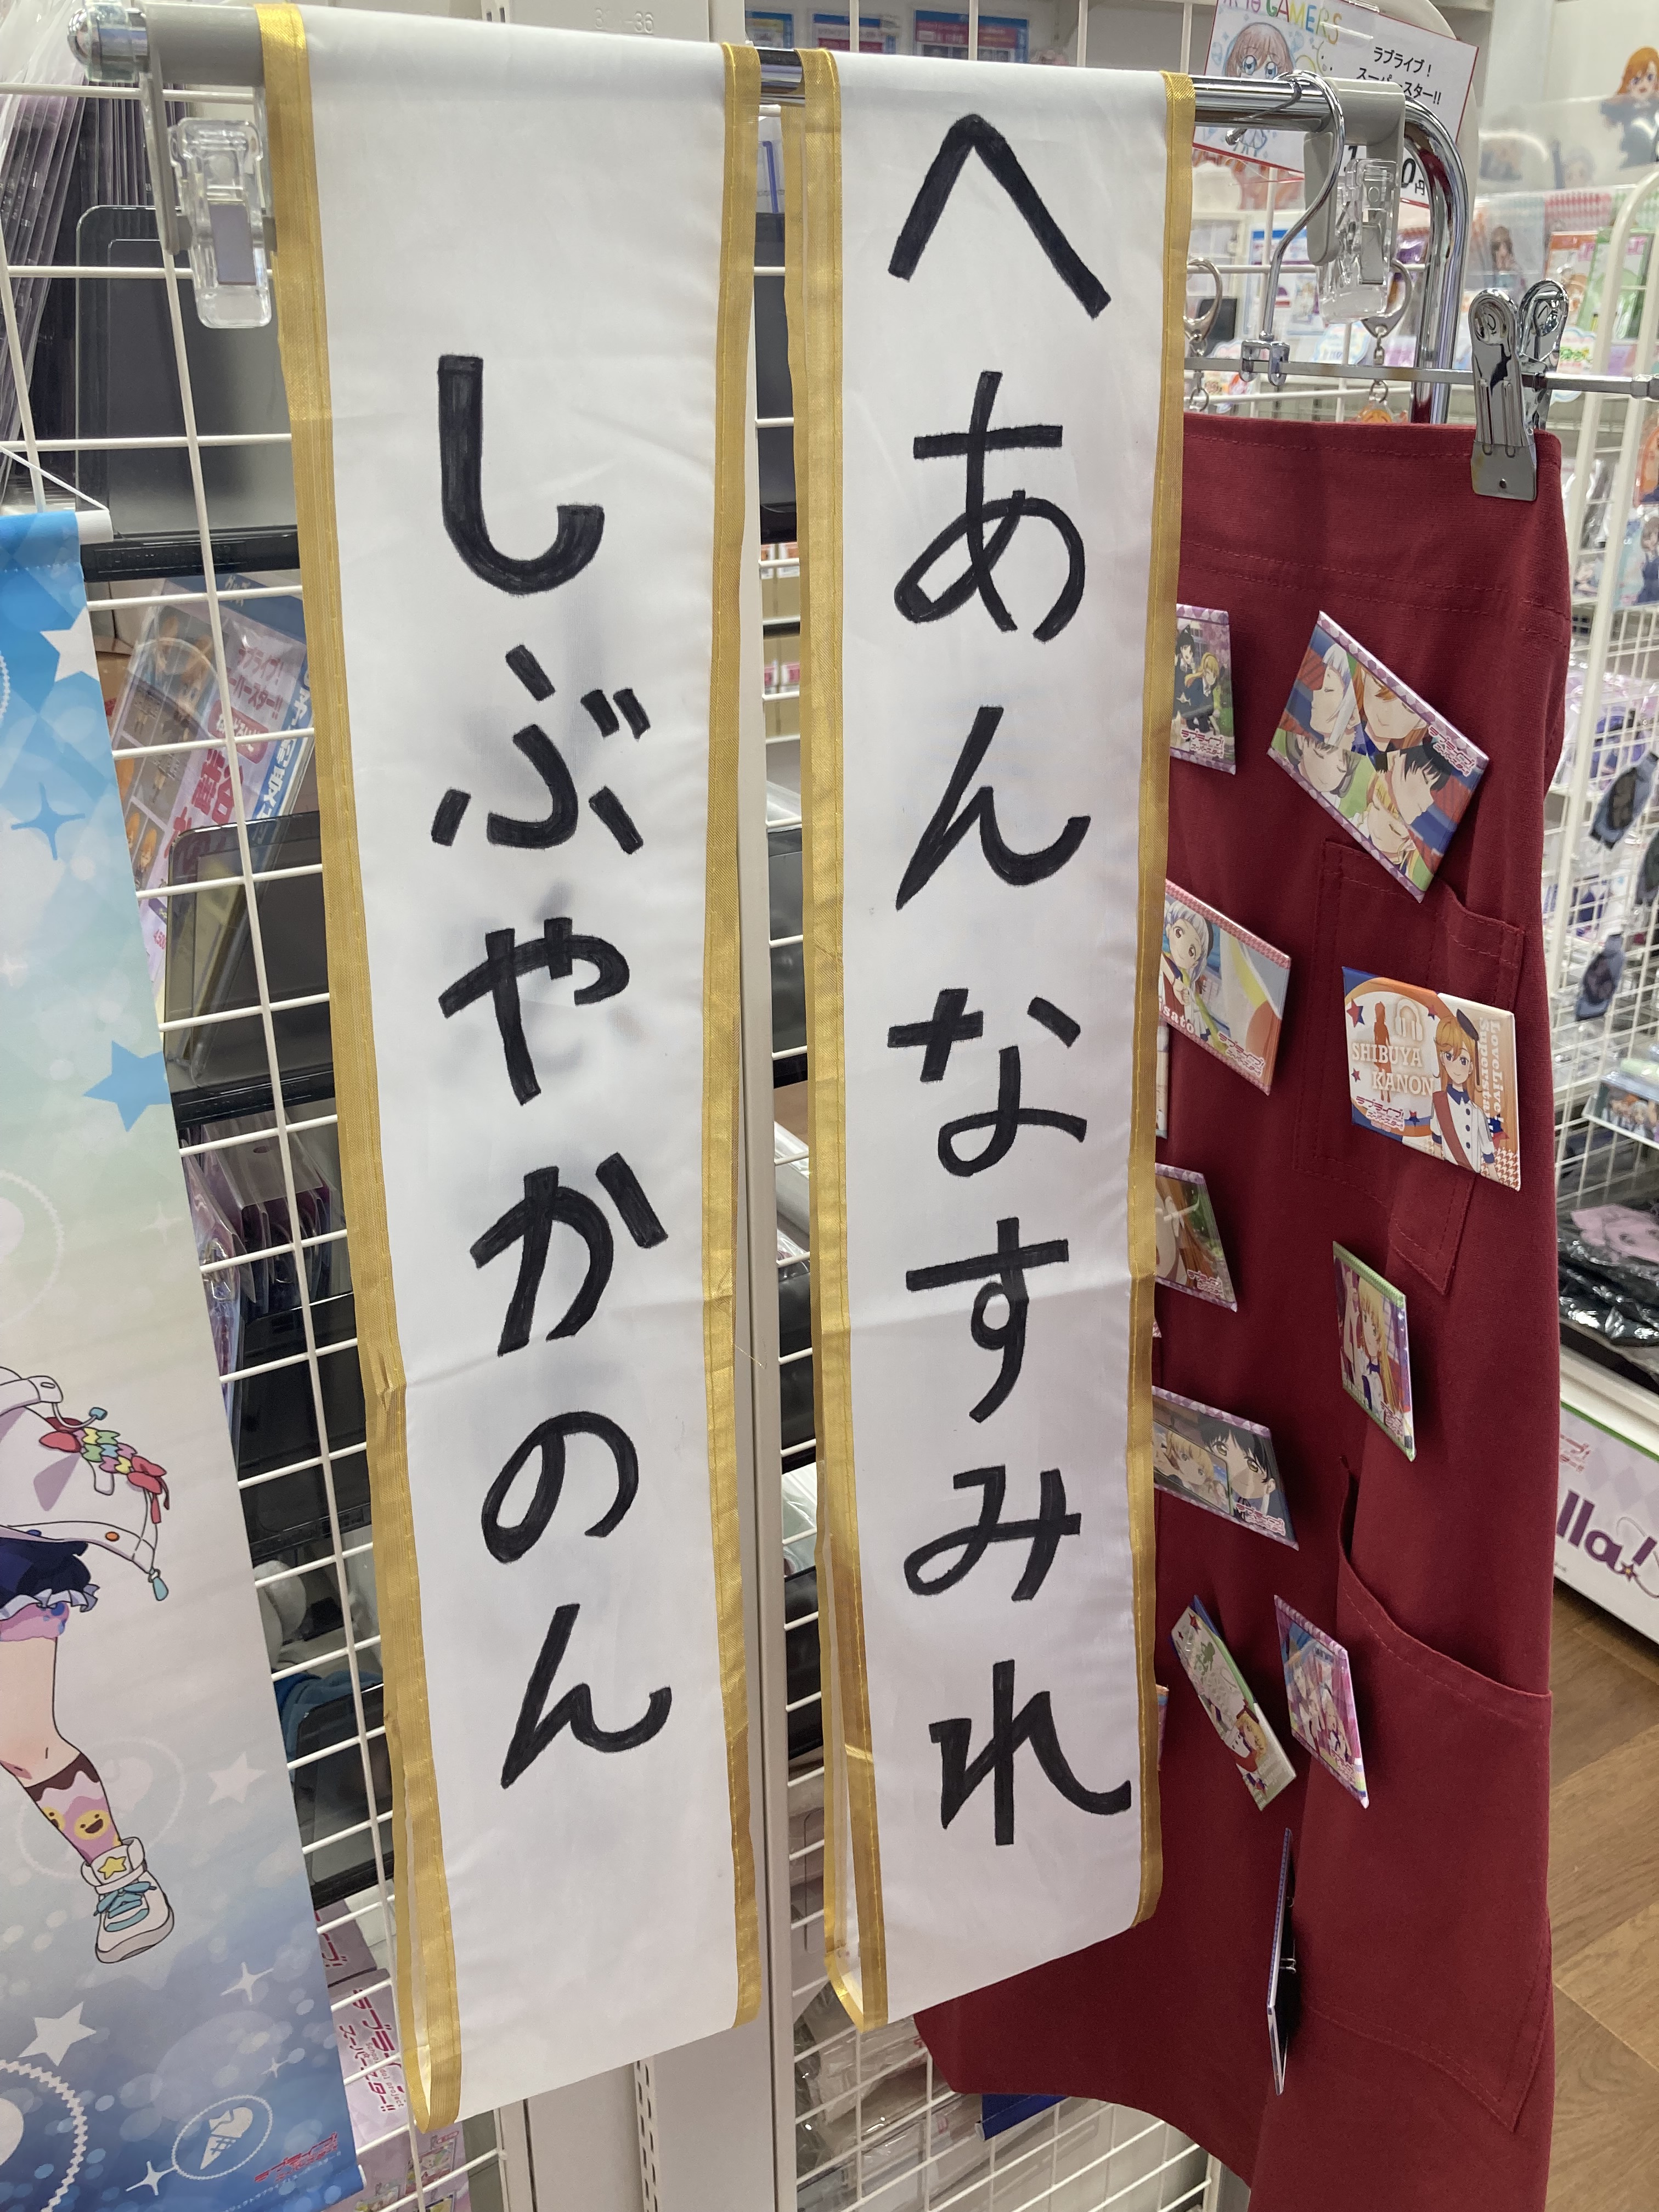 へあんなすみれ
しぶやかのん
GAMERS
ラブライブ！
スーパースター!!
SHIBUYA
KANON